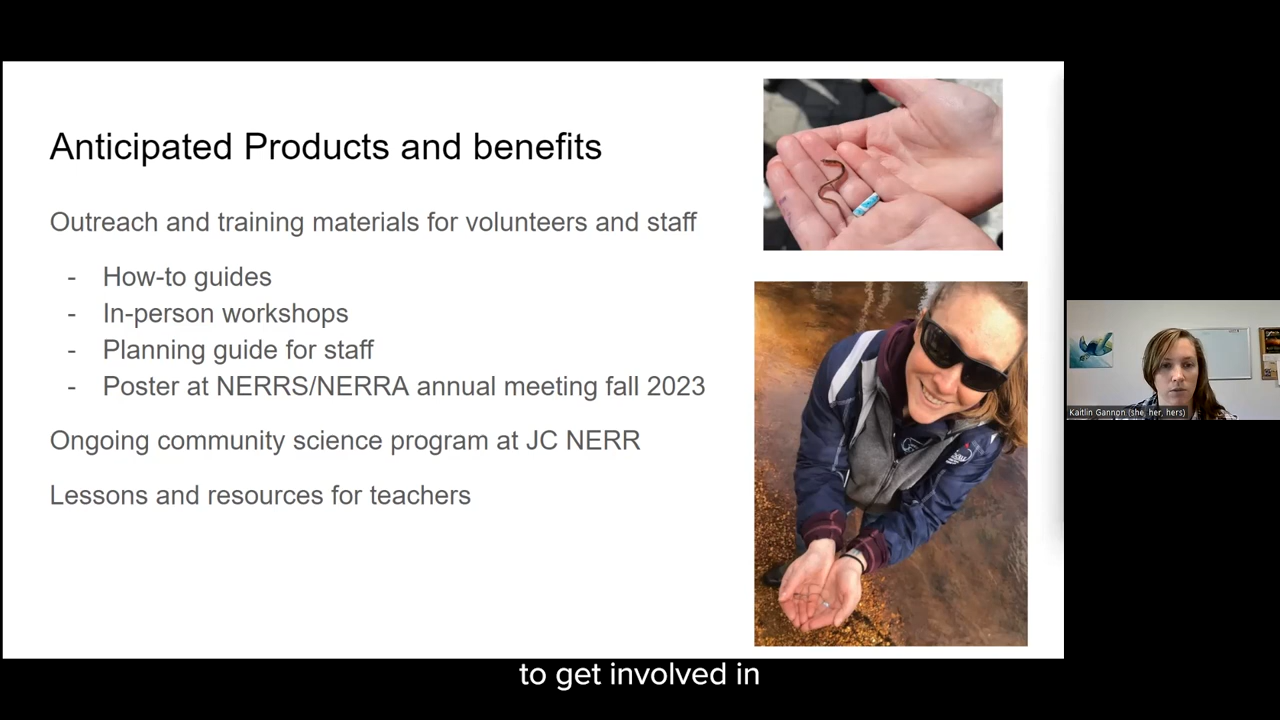 Anticipated Products and benefits
Outreach and training materials for volunteers and staff
- How-to guides
- In-person workshops
- Planning guide for staff
- Poster at NERRS/NERRA annual meeting fall 2023
Ongoing community science program at JC NERR
Lessons and resources for teachers
Kaitlin Gannon (she, her, hers)
to get involved in